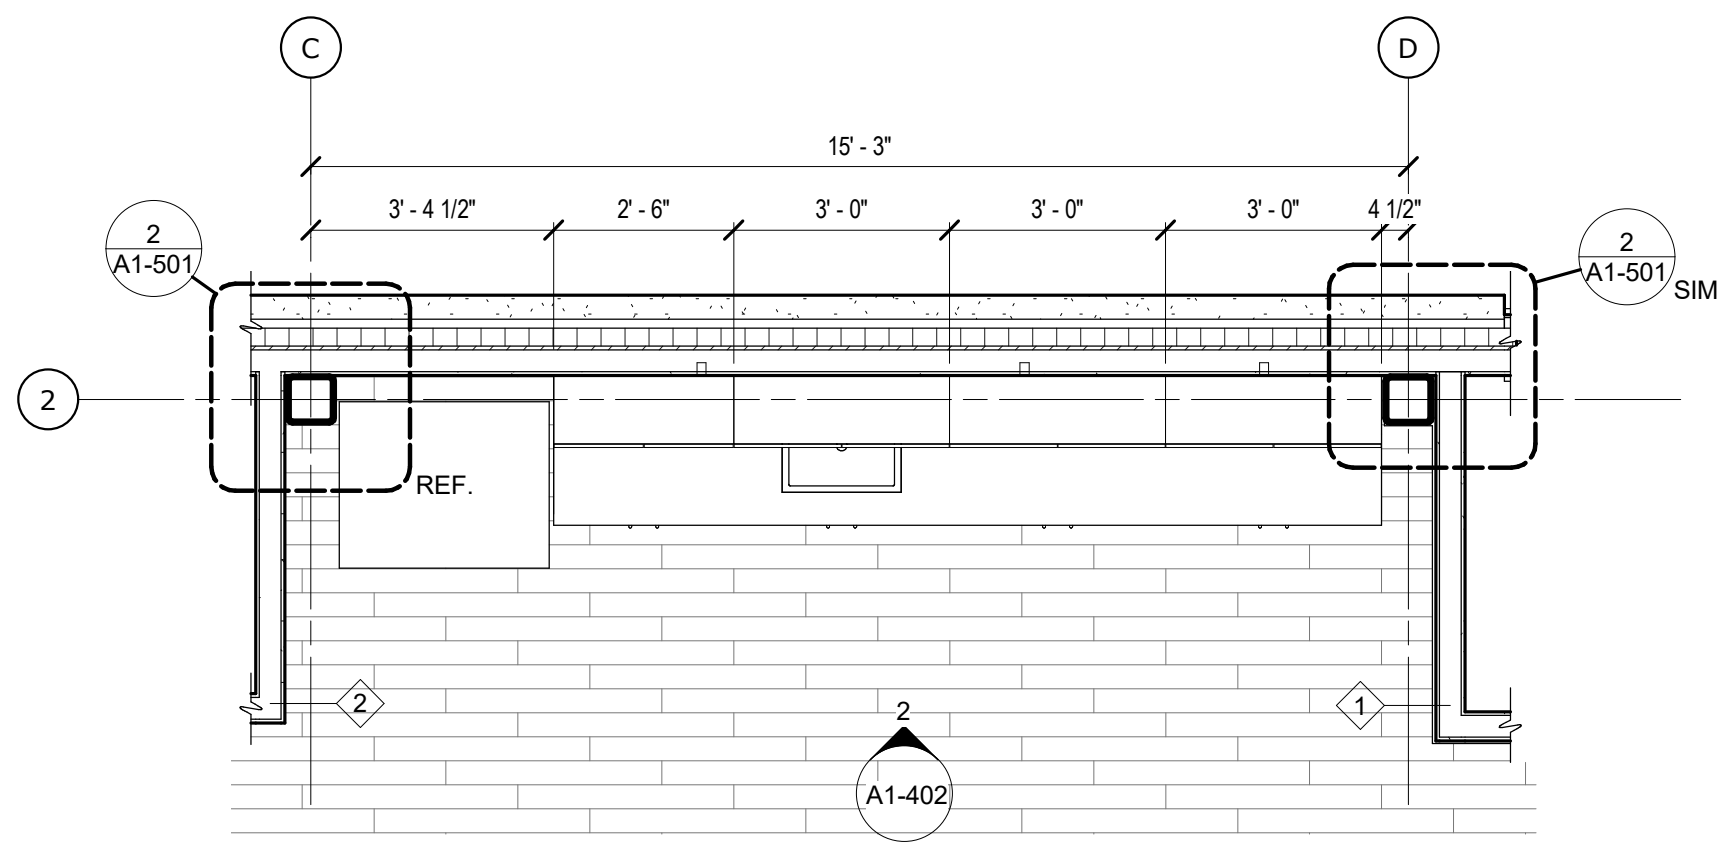 C
D
15' - 3"
3' - 4 1/2"
2' - 6"
3' - 0"
3' - 0"
3' - 0"
4 1/2"
2
A1-501
2
A1-501
SIM
2
REF.
2
1
2
A1-402